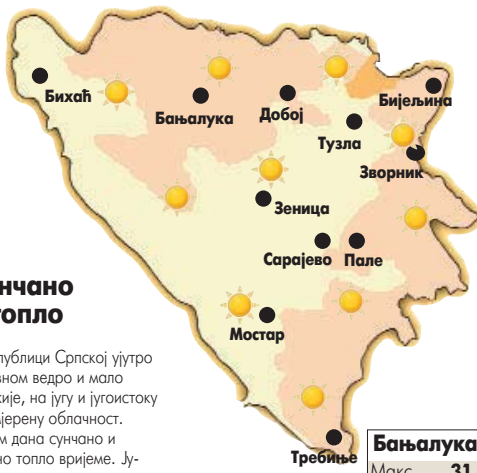 Бихаћ
Бањалука
Добој
Бијељина
Тузла
Зворник
Зеница
Сарајево
Пале
Мостар
Требиње
нчано
топло
публици Српској ујутро
вном ведро и мало
кије, на југу и југоистоку
мјерену облачност.
м дана сунчано и
но топло вријеме. Ју-
Бањалука
Макс. 31